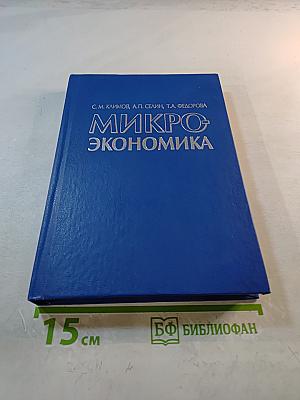 С. М. КЛИМОВ, А.П. СЕЛИН, Т.А. ФЕДОРОВА
МИКРО-
ЭКОНОМИКА
15 см
БФ БИБЛИОФАН